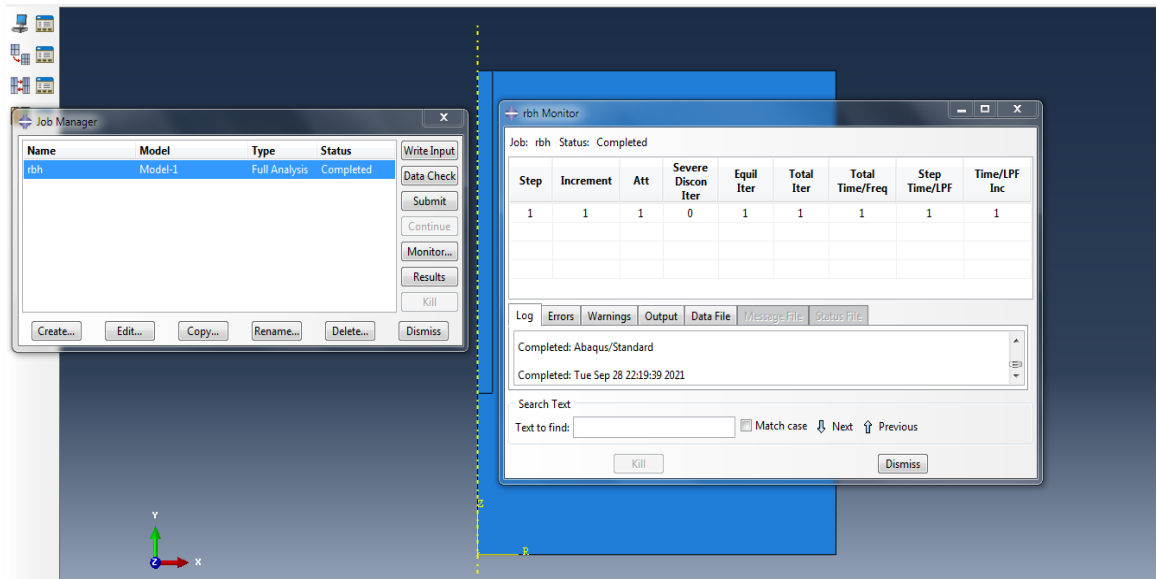 Job Manager
X
Name Model Type Status
rbh Model-1 Full Analysis Completed
Write Input
Data Check
Submit
Continue
Monitor...
Results
Kill
Create... Edit... Copy... Rename... Delete... Dismiss
rbh Monitor
X
Job: rbh Status: Completed
Step Increment Att Severe Discon Iter Equil Iter Total Iter Total Time/Freq Step Time/LPF Time/LPF Inc
1 1 1 0 1 1 1 1 1
Log Errors Warnings Output Data File Message File Status File
Completed: Abaqus/Standard
Completed: Tue Sep 28 22:19:39 2021
Search Text
Text to find: Match case Next Previous
Kill Dismiss
Z
R
Y
Z X